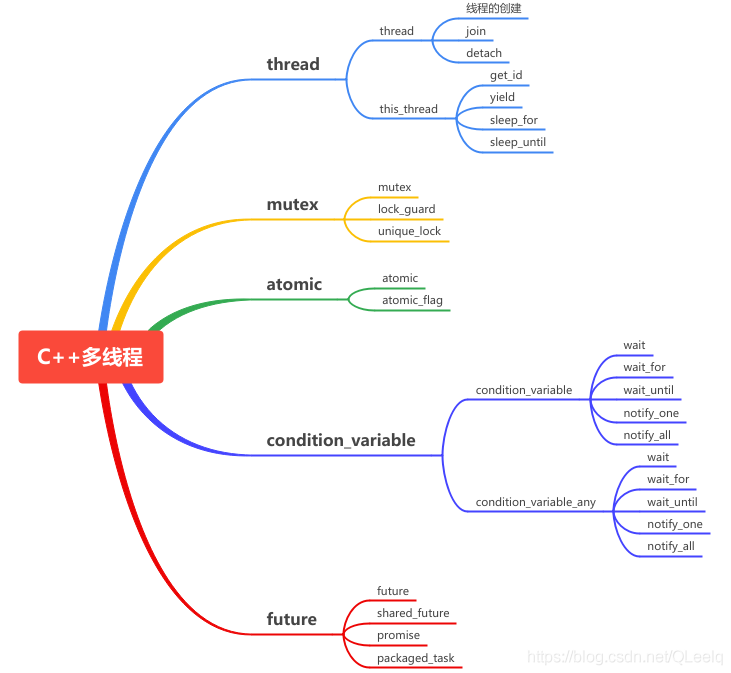 C++多线程
thread
thread
线程的创建
join
detach
this_thread
get_id
yield
sleep_for
sleep_until
mutex
mutex
lock_guard
unique_lock
atomic
atomic
atomic_flag
condition_variable
condition_variable
wait
wait_for
wait_until
notify_one
notify_all
condition_variable_any
wait
wait_for
wait_until
notify_one
notify_all
future
future
shared_future
promise
packaged_task
https://blog.csdn.net/QLeelq